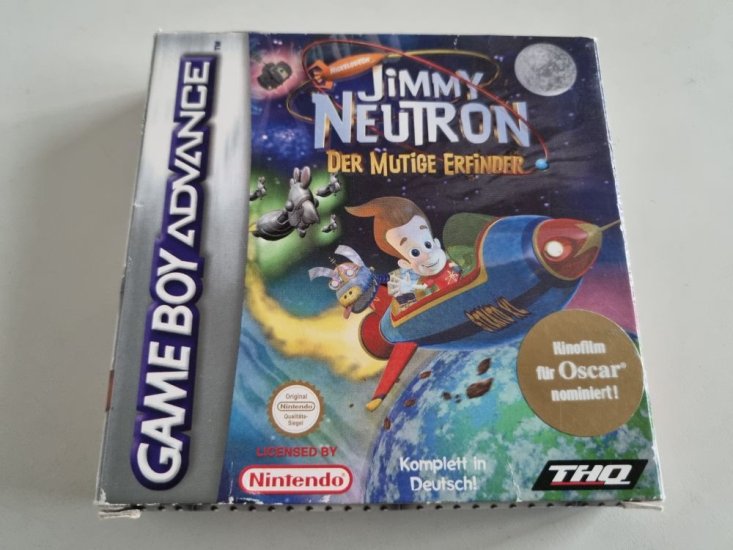 GAME BOY ADVANCE™
NICKELODEON
JIMMY
NEUTRON
DER MUTIGE ERFINDER
Kinofilm
für Oscar®
nominiert!
Original
Nintendo
Qualitäts-
Siegel
LICENSED BY
Nintendo
Komplett in
Deutsch!
THQ